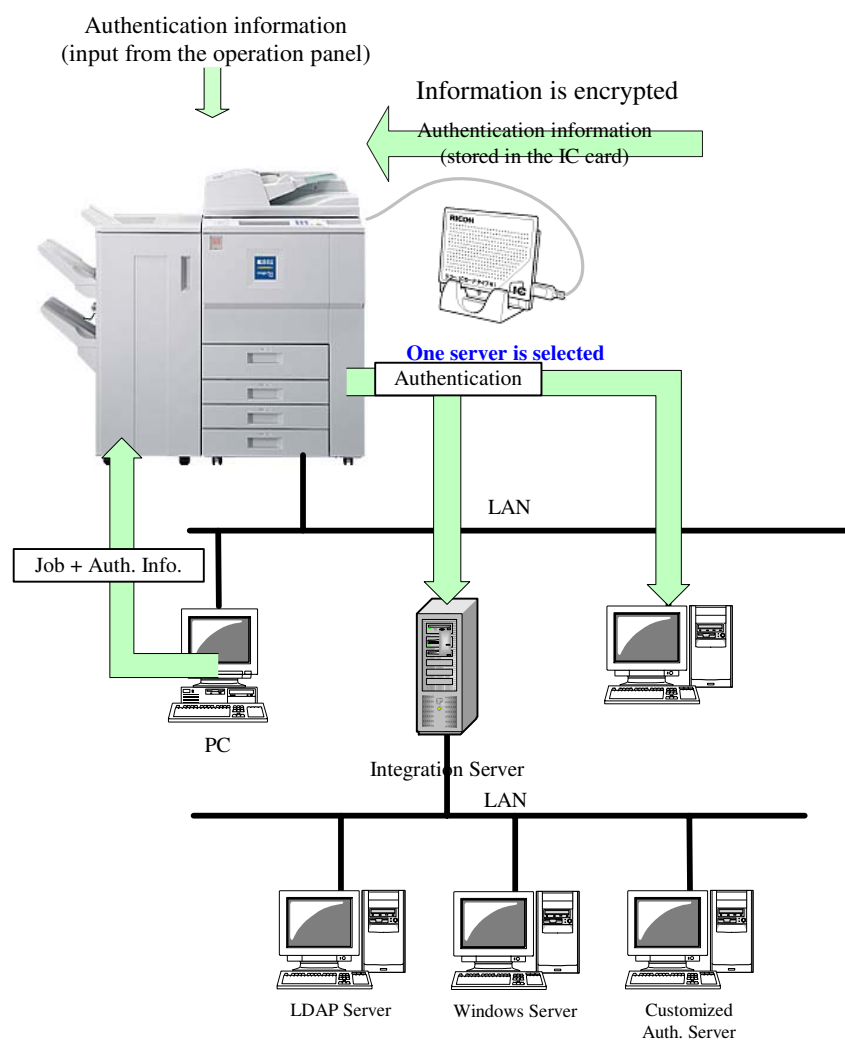 Authentication information
(input from the operation panel)
Information is encrypted
Authentication information
(stored in the IC card)
RICOH
IC
One server is selected
Authentication
LAN
Job + Auth. Info.
PC
Integration Server
LAN
LDAP Server
Windows Server
Customized
Auth. Server